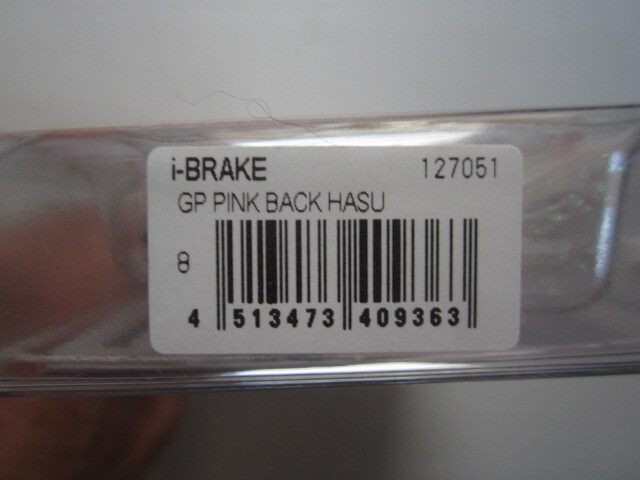 i-BRAKE 127051
GP PINK BACK HASU
8
4 513473 409363